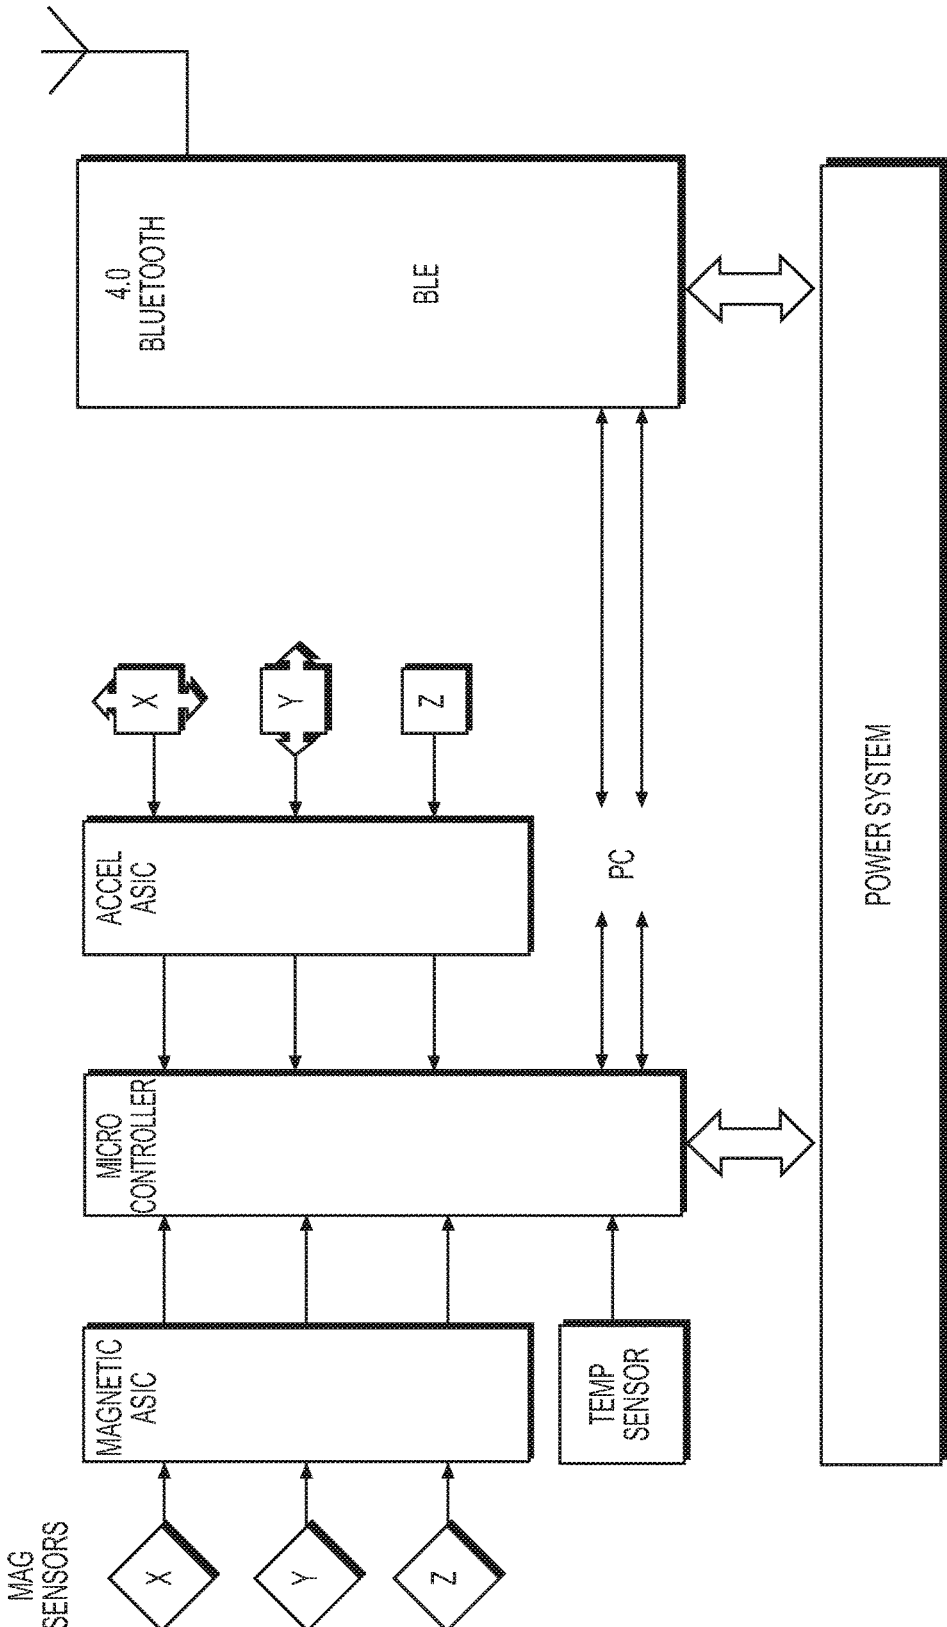 MAG
SENSORS
X
Y
Z
MAGNETIC
ASIC
TEMP
SENSOR
MICRO
CONTROLLER
ACCEL
ASIC
X
Y
Z
PC
4.0
BLUETOOTH
BLE
POWER SYSTEM